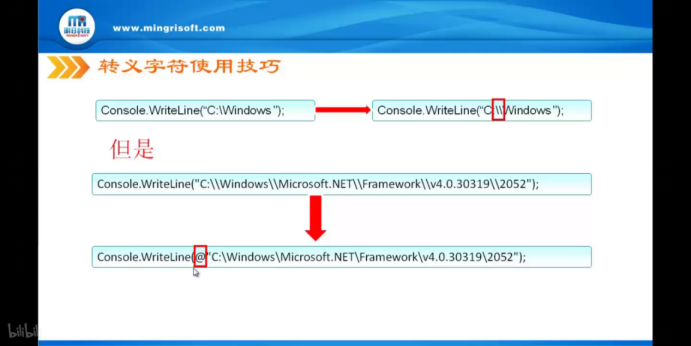 www.mingrisoft.com
转义字符使用技巧
Console.WriteLine(“C:\Windows”); Console.WriteLine(“C:\\Windows”);
但是
Console.WriteLine("C:\\Windows\\Microsoft.NET\\Framework\\v4.0.30319\\2052");
Console.WriteLine(@"C:\Windows\Microsoft.NET\Framework\v4.0.30319\2052");